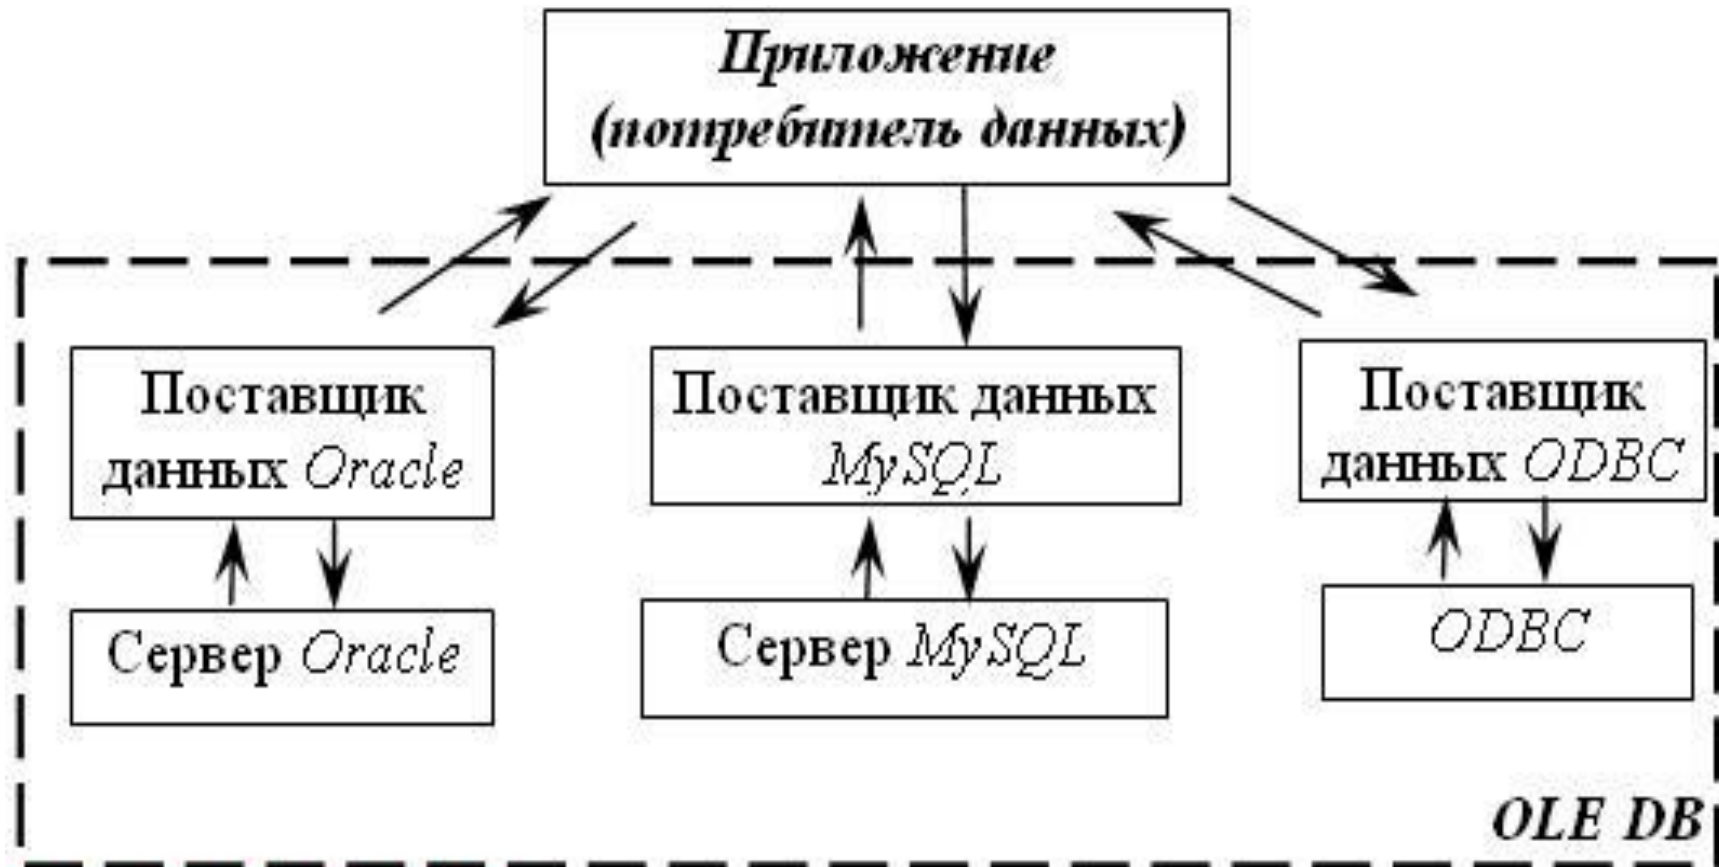 Приложение
(потребитель данных)
Поставщик
данных Oracle
Поставщик данных
MySQL
Поставщик
данных ODBC
Сервер Oracle
Сервер MySQL
ODBC
OLE DB